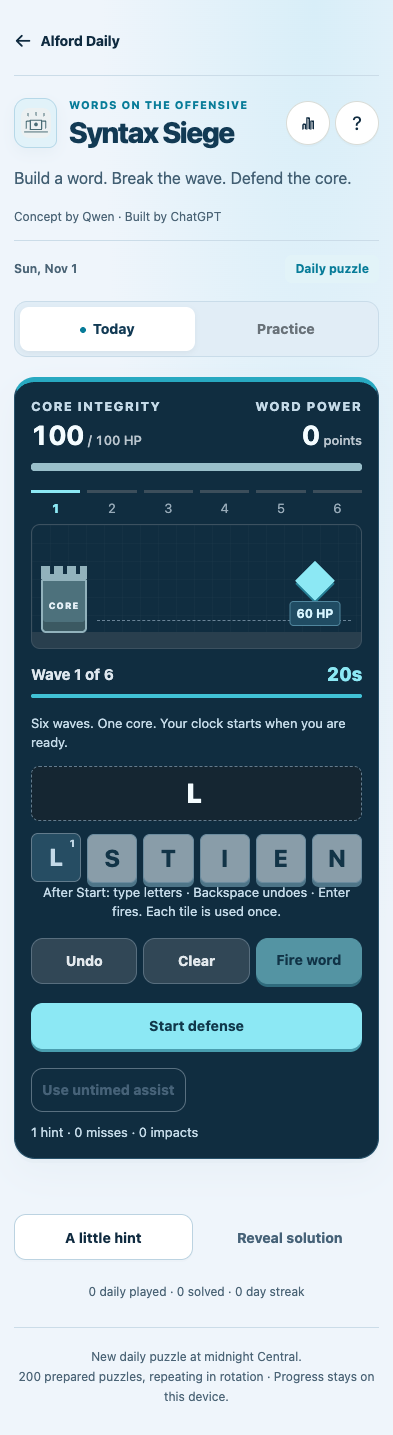 ← Alford Daily
WORDS ON THE OFFENSIVE
Syntax Siege
?
Build a word. Break the wave. Defend the core.
Concept by Qwen · Built by ChatGPT
Sun, Nov 1
Daily puzzle
Today
Practice
CORE INTEGRITY
WORD POWER
100 / 100 HP
0 points
1 2 3 4 5 6
CORE
60 HP
Wave 1 of 6
20s
Six waves. One core. Your clock starts when you are
ready.
L
L 1 S T I E N
After Start: type letters · Backspace undoes · Enter
fires. Each tile is used once.
Undo
Clear
Fire word
Start defense
Use untimed assist
1 hint · 0 misses · 0 impacts
A little hint
Reveal solution
0 daily played · 0 solved · 0 day streak
New daily puzzle at midnight Central.
200 prepared puzzles, repeating in rotation · Progress stays on
this device.